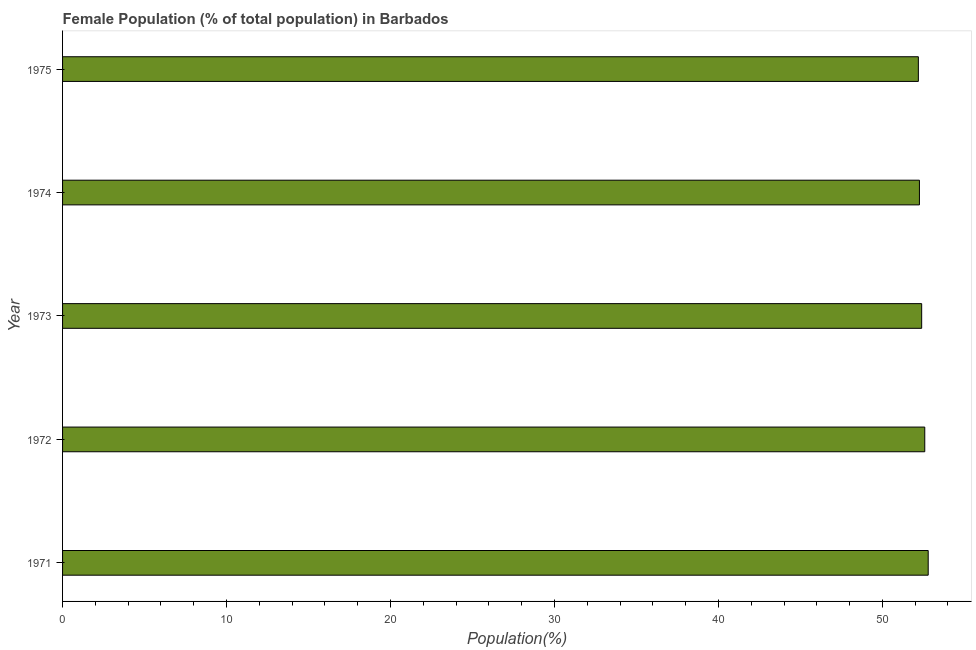 Female Population (% of total population) in Barbados
1975
1974
1973
1972
1971
Year
0 10 20 30 40 50
Population(%)